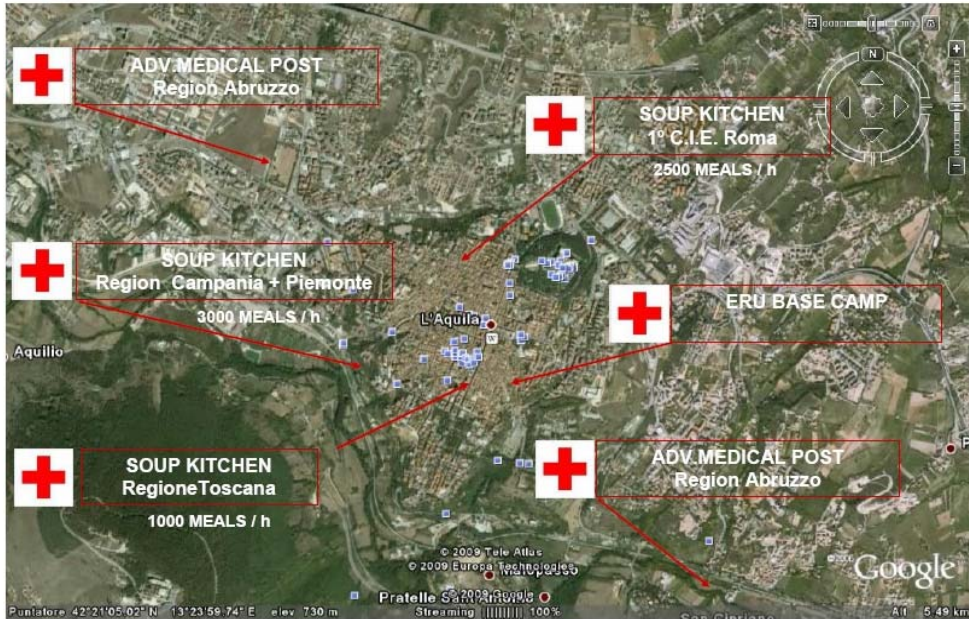 ADV.MEDICAL POST
Region Abruzzo
N
SOUP KITCHEN
1º C.I.E. Roma
2500 MEALS / h
SOUP KITCHEN
Region Campania + Piemonte
3000 MEALS / h
ERU BASE CAMP
L'Aquila
Aquilio
SOUP KITCHEN
RegioneToscana
1000 MEALS / h
ADV.MEDICAL POST
Region Abruzzo
© 2009 Tele Atlas
© 2009 Europa Technologies
© 2009 Google
Google
Pratelle Sant'Antonio
Puntatore 42°21'05.02" N 13°23'59.74" E elev 730 m
Streaming 100%
Alt 5.49 km